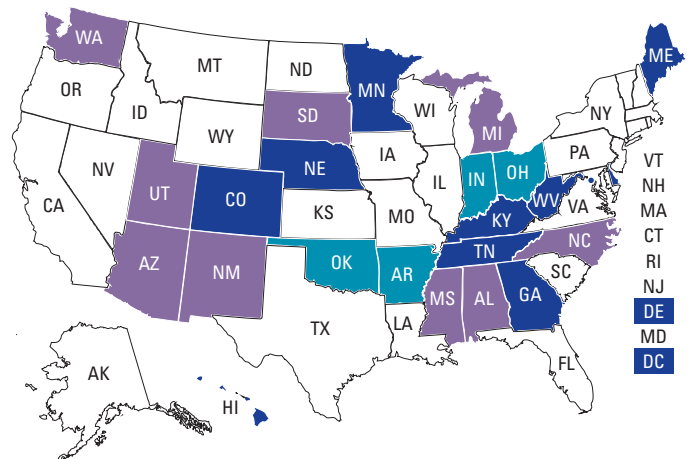 WA
ME
MT
ND
MN
OR
ID
SD
WI
MI
NY
WY
IA
PA
NE
NV
UT
CO
IL
IN
OH
WV
VA
CA
KS
MO
KY
NC
TN
AZ
NM
OK
AR
SC
MS
AL
GA
TX
LA
FL
AK
HI
VT
NH
MA
CT
RI
NJ
DE
MD
DC